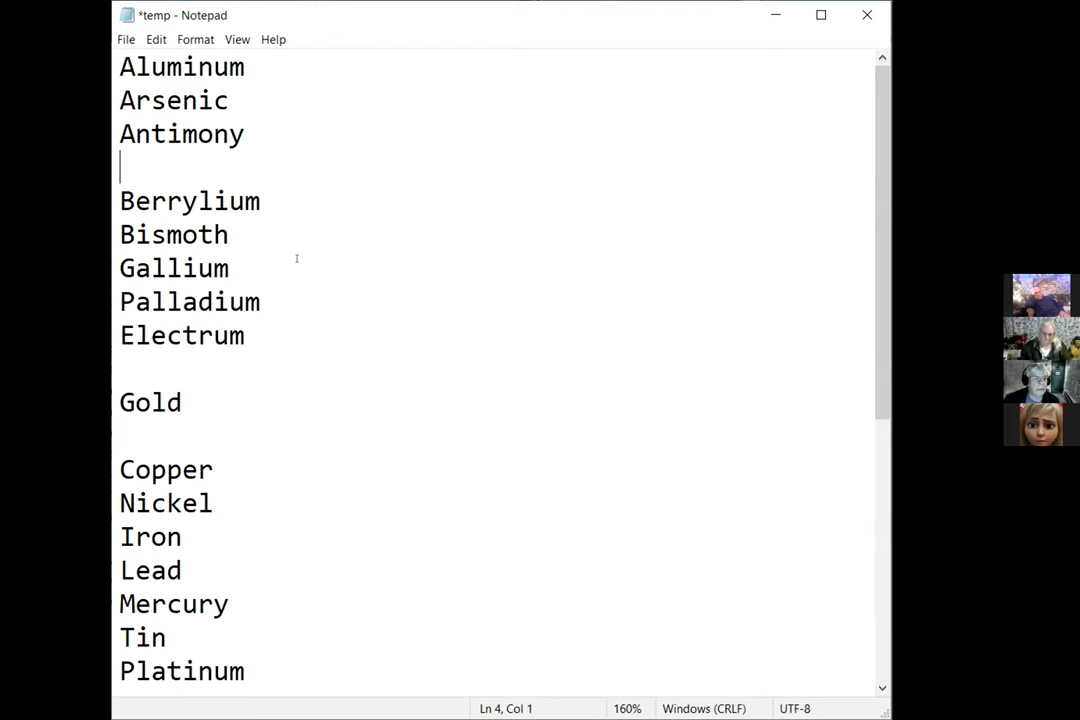 *temp - Notepad
File Edit Format View Help
Aluminum
Arsenic
Antimony
Berrylium
Bismoth
Gallium
Palladium
Electrum
Gold
Copper
Nickel
Iron
Lead
Mercury
Tin
Platinum
Ln 4, Col 1 160% Windows (CRLF) UTF-8